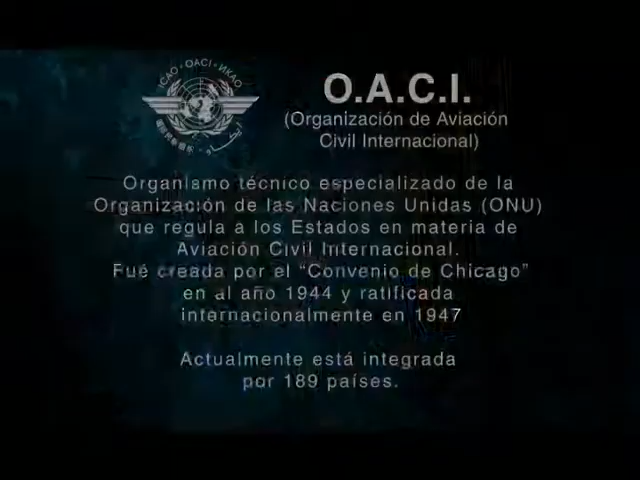 ICAO · OACI · ИКАО
O.A.C.I.
(Organización de Aviación
Civil Internacional)
Organismo técnico especializado de la
Organización de las Naciones Unidas (ONU)
que regula a los Estados en materia de
Aviación Civil Internacional.
Fué creada por el “Convenio de Chicago”
en al año 1944 y ratificada
internacionalmente en 1947
Actualmente está integrada
por 189 países.